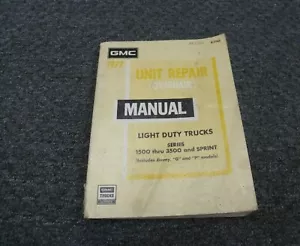 GMC
UNIT REPAIR
MANUAL
LIGHT DUTY TRUCKS
SERIES
1500 thru 3500 and SPRINT
(Includes Jimmy, "G" and "P" models)
GMC
TRUCKS